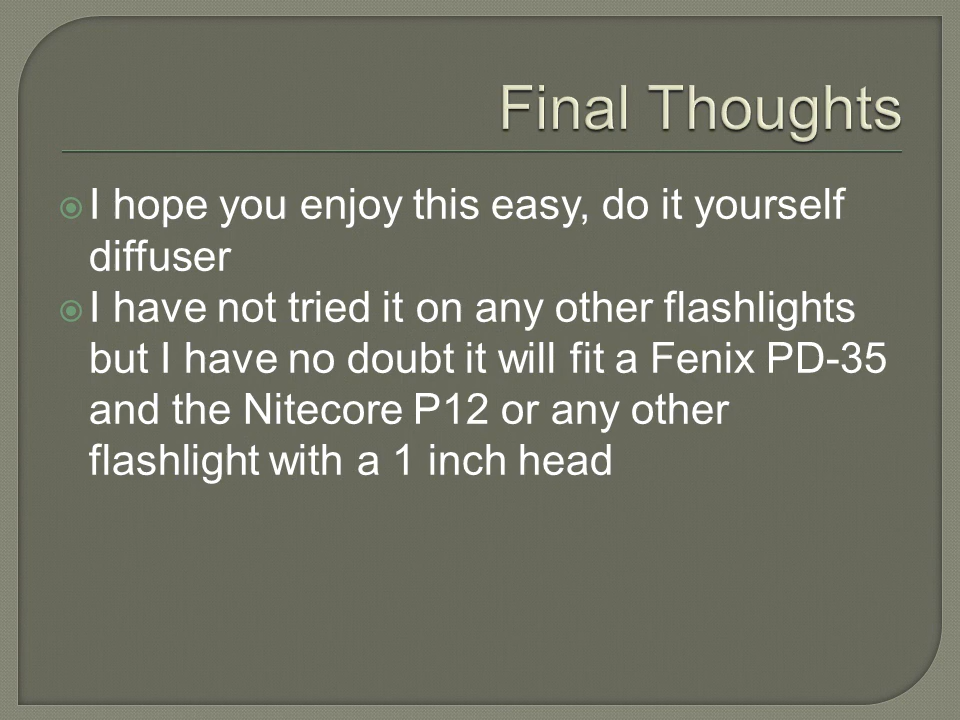 Final Thoughts
I hope you enjoy this easy, do it yourself
diffuser
I have not tried it on any other flashlights
but I have no doubt it will fit a Fenix PD-35
and the Nitecore P12 or any other
flashlight with a 1 inch head